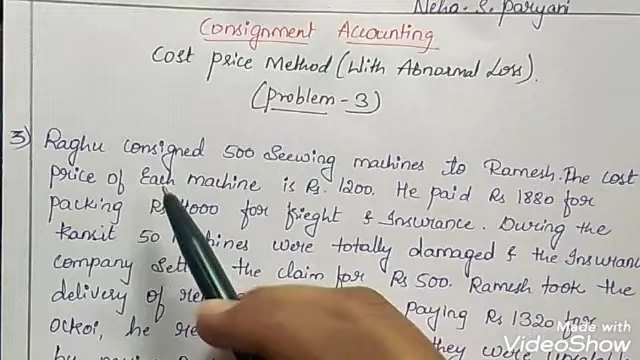 Neha. S. Paryani
Consignment Accounting
Cost price Method (With Abnormal Loss).
(Problem - 3)
3) Raghu consigned 500 Seewing machines to Ramesh. The cost
price of Each machine is Rs. 1200. He paid Rs 1880 for
packing Rs 4000 for frieght & Insurance. During the
transit 50 machines were totally damaged & the Insuran
company the claim for Rs 500. Ramesh took the
delivery of paying Rs 1320 for
Octroi, he they were
Made with
VideoShow